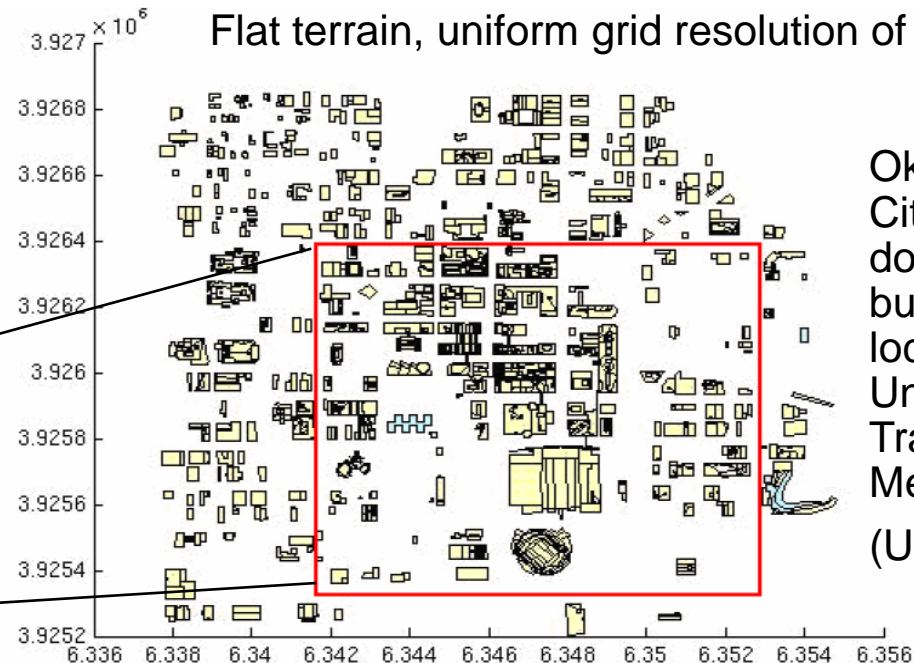 Flat terrain, uniform grid resolution of
× 10⁶
3.927
3.9268
3.9266
3.9264
3.9262
3.926
3.9258
3.9256
3.9254
3.9252
6.336 6.338 6.34 6.342 6.344 6.346 6.348 6.35 6.352 6.354 6.356
Ok
Cit
do
bu
loc
Un
Tra
Me
(U